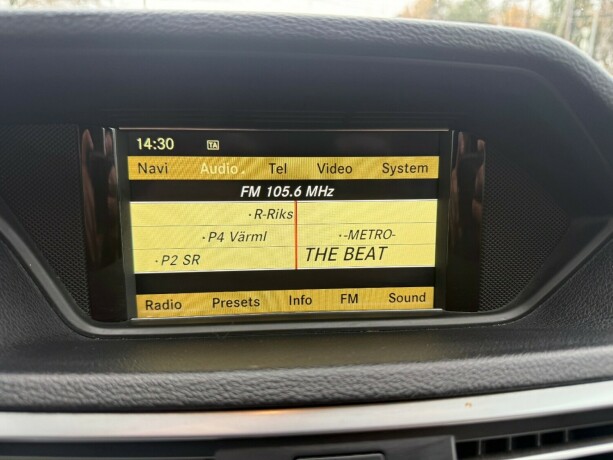 14:30 TA
Navi Audio Tel Video System
FM 105.6 MHz
·R-Riks
·P4 Värml ·-METRO-
·P2 SR THE BEAT
Radio Presets Info FM Sound